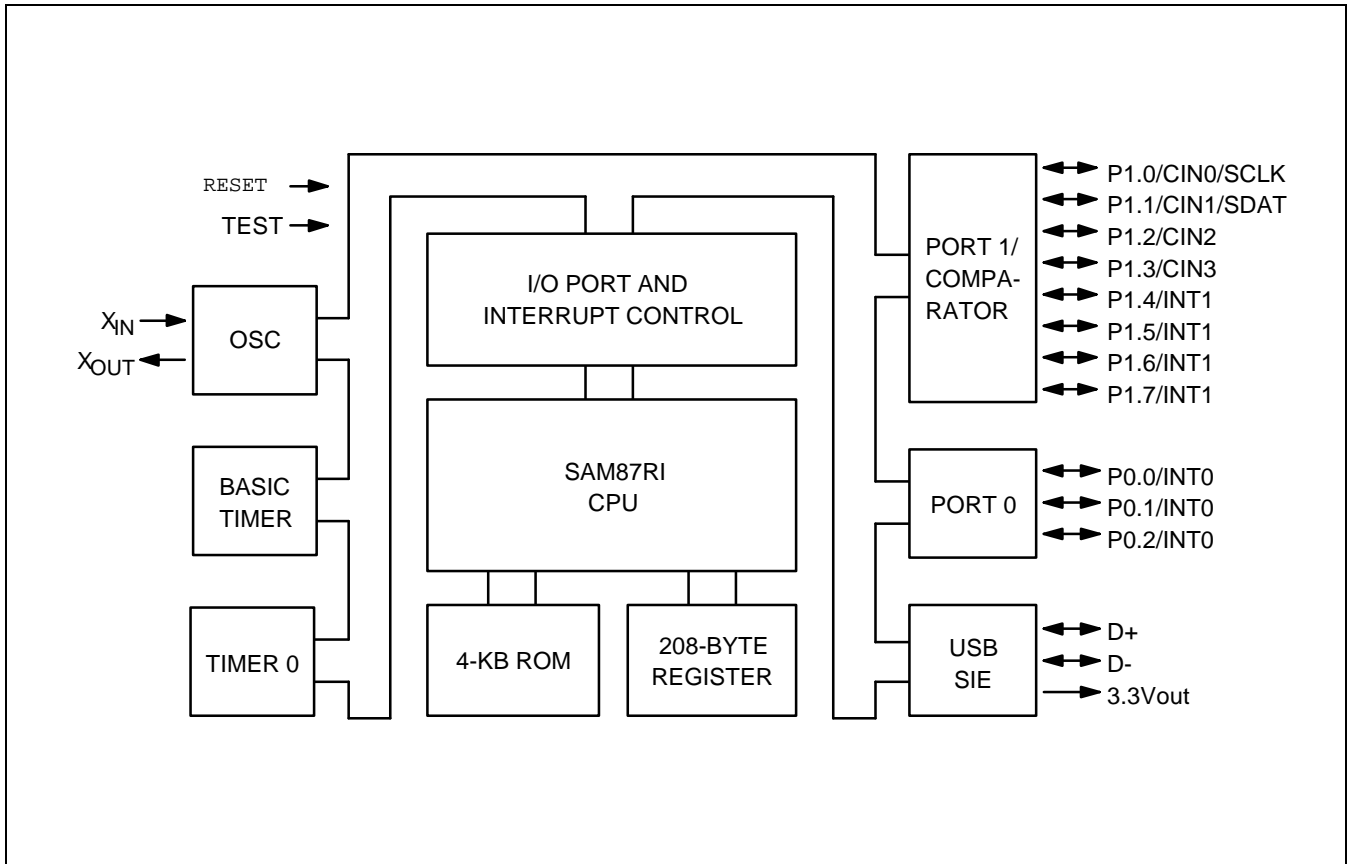 RESET
TEST
XIN
XOUT
OSC
BASIC
TIMER
TIMER 0
I/O PORT AND
INTERRUPT CONTROL
SAM87RI
CPU
4-KB ROM
208-BYTE
REGISTER
PORT 1/
COMPA-
RATOR
P1.0/CIN0/SCLK
P1.1/CIN1/SDAT
P1.2/CIN2
P1.3/CIN3
P1.4/INT1
P1.5/INT1
P1.6/INT1
P1.7/INT1
PORT 0
P0.0/INT0
P0.1/INT0
P0.2/INT0
USB
SIE
D+
D-
3.3Vout